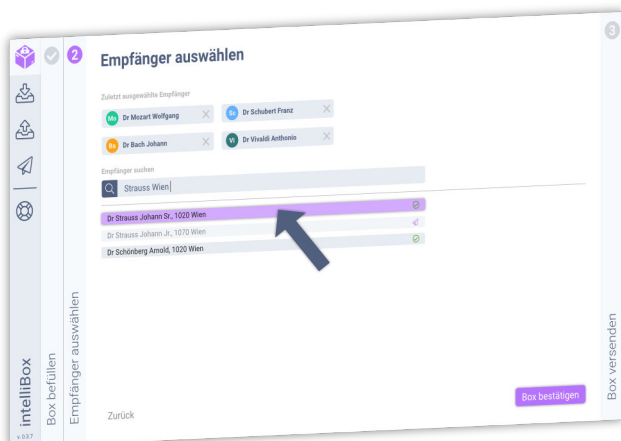 2
3
Empfänger auswählen
Zuletzt ausgewählte Empfänger
Mo Dr Mozart Wolfgang
Sc Dr Schubert Franz
Ba Dr Bach Johann
Vi Dr Vivaldi Anthonio
Empfänger suchen
Strauss Wien
Dr Strauss Johann Sr., 1020 Wien
Dr Strauss Johann Jr., 1070 Wien
Dr Schönberg Arnold, 1020 Wien
Zurück
Box bestätigen
intelliBox
v.0.3.7
Box befüllen
Empfänger auswählen
Box versenden